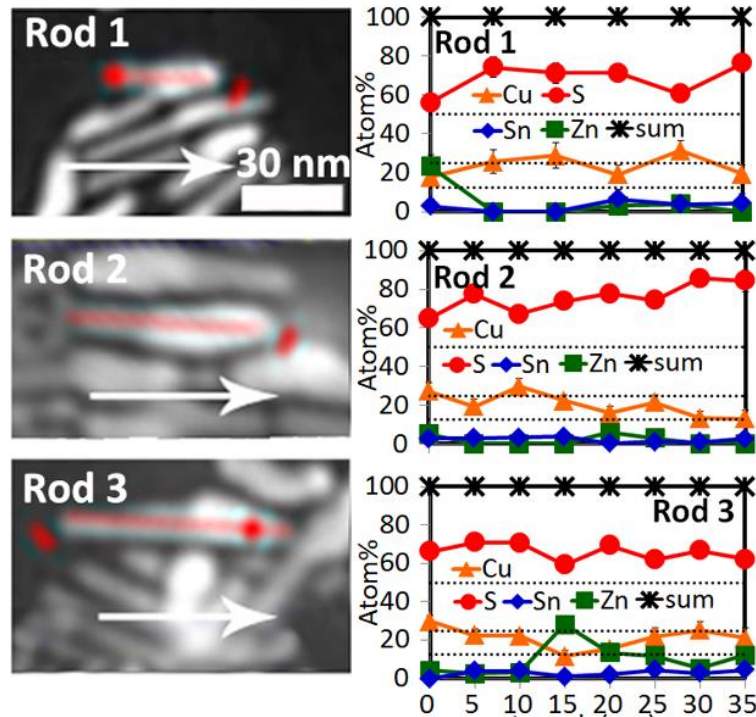 Rod 1
30 nm
Rod 2
Rod 3
100
80
60
40
20
0
Atom%
Rod 1
Cu S
Sn Zn sum
100
80
60
40
20
0
Atom%
Rod 2
Cu
S Sn Zn sum
100
80
60
40
20
0
Atom%
Rod 3
Cu
S Sn Zn sum
0 5 10 15 20 25 30 35